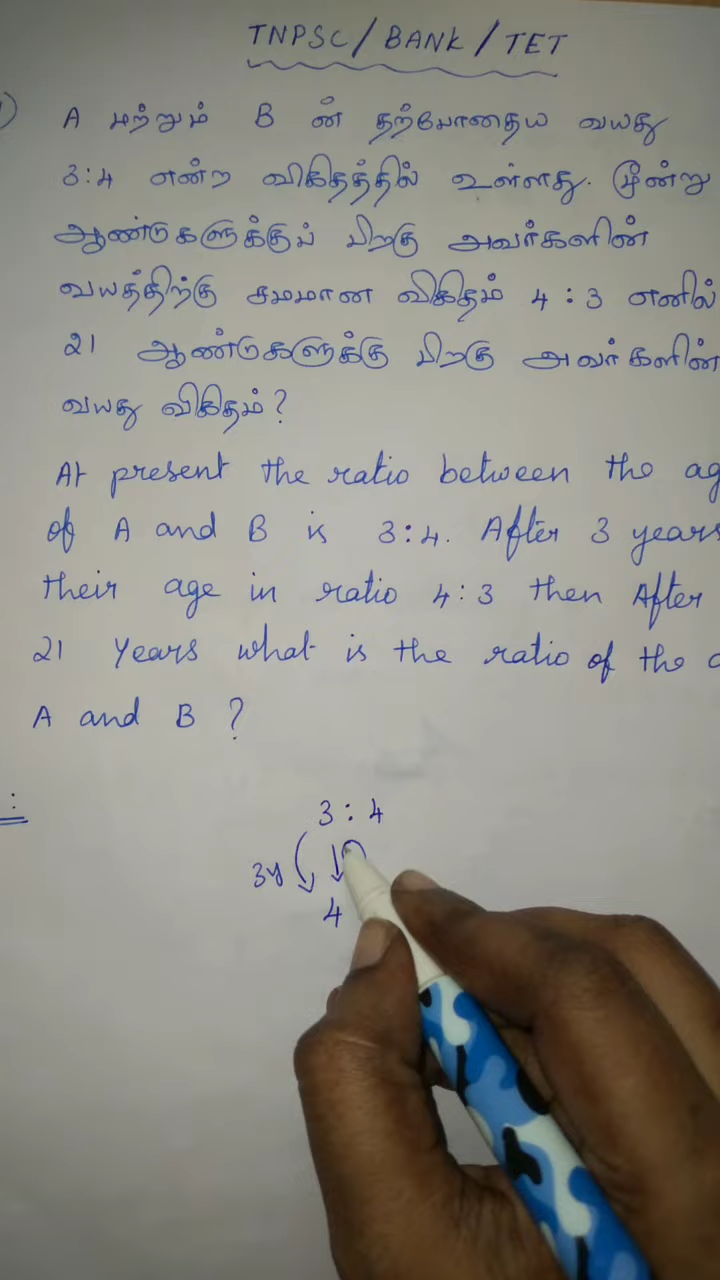 TNPSC / BANK / TET
A மற்றும் B ன் தற்போதைய வயது
3:4 என்ற விகிதத்தில் உள்ளது. மூன்று
ஆண்டுகளுக்குப் பிறகு அவர்களின்
வயத்திற்கு சமமான விகிதம் 4 : 3 எனில்
21 ஆண்டுகளுக்கு பிறகு அவர்களின்
வயது விகிதம்?
At present the ratio between the
of A and B is 3:4. After 3 years
their age in ratio 4:3 then After
21 Years what is the ratio of the
A and B ?
:
3 : 4
3y
4